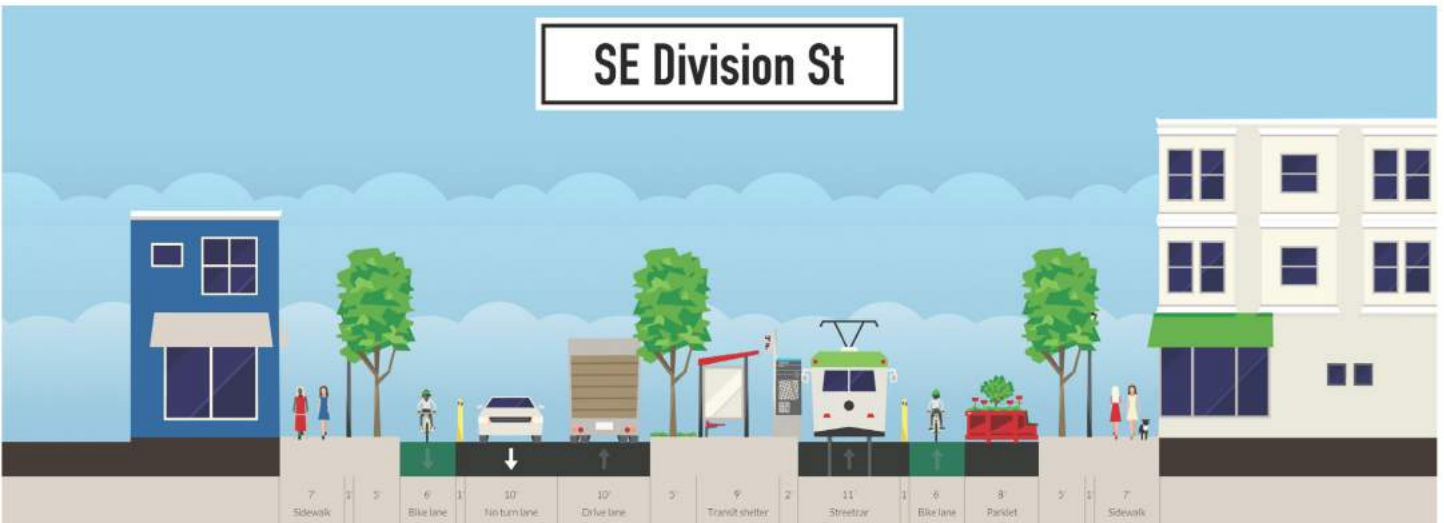 SE Division St
7' 1' 5' 6' 1' 10' 10' 5' 9' 2' 11' 1' 6' 8' 5' 1' 7'
Sidewalk Bike lane No turn lane Drive lane Transit shelter Streetcar Bike lane Parklet Sidewalk